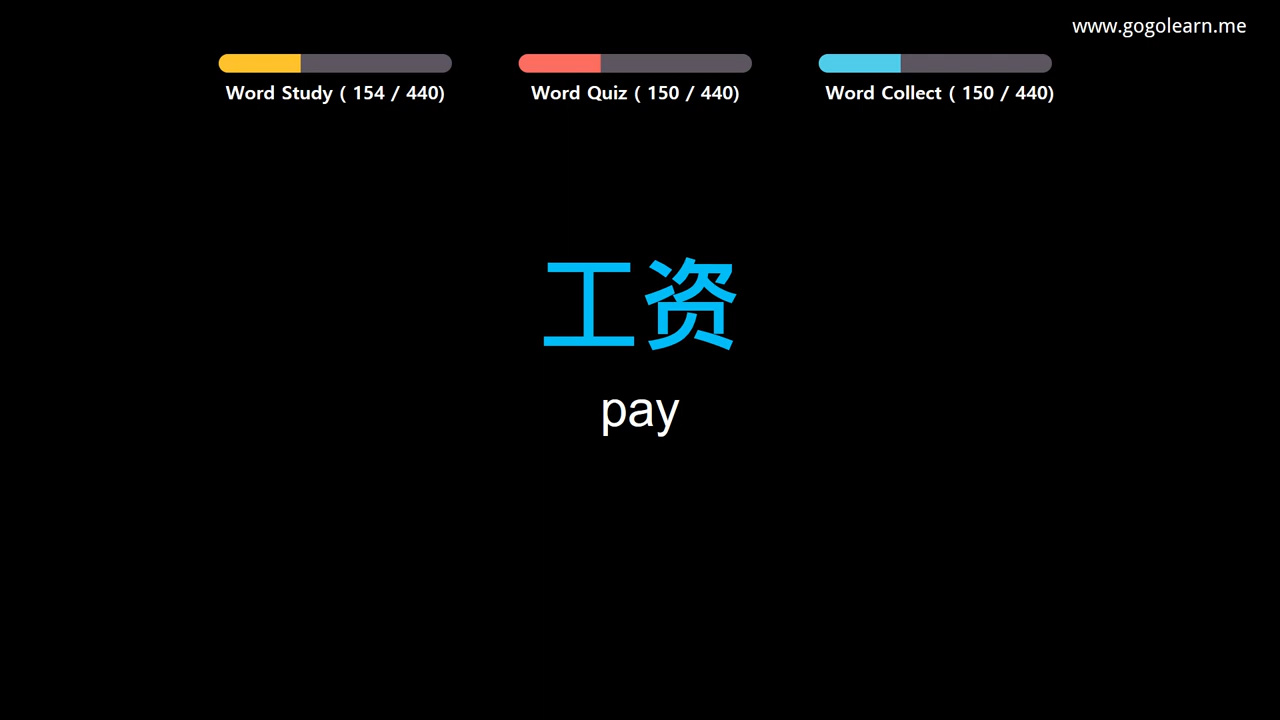 www.gogolearn.me
Word Study ( 154 / 440)
Word Quiz ( 150 / 440)
Word Collect ( 150 / 440)
工资
pay